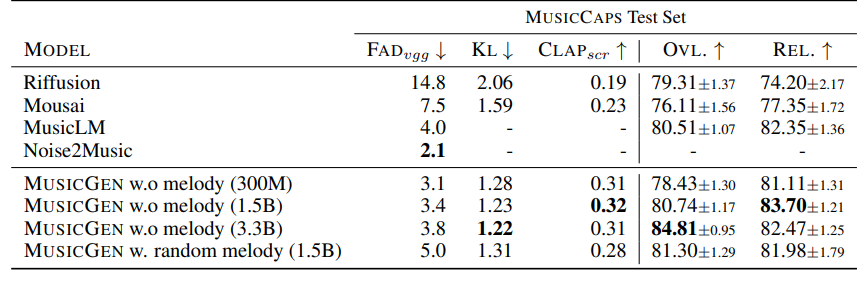 MUSICCAPS Test Set
MODEL FAD_vgg ↓ KL ↓ CLAP_scr ↑ OVL. ↑ REL. ↑
Riffusion 14.8 2.06 0.19 79.31±1.37 74.20±2.17
Mousai 7.5 1.59 0.23 76.11±1.56 77.35±1.72
MusicLM 4.0 - - 80.51±1.07 82.35±1.36
Noise2Music 2.1 - - - -
MUSICGEN w.o melody (300M) 3.1 1.28 0.31 78.43±1.30 81.11±1.31
MUSICGEN w.o melody (1.5B) 3.4 1.23 0.32 80.74±1.17 83.70±1.21
MUSICGEN w.o melody (3.3B) 3.8 1.22 0.31 84.81±0.95 82.47±1.25
MUSICGEN w. random melody (1.5B) 5.0 1.31 0.28 81.30±1.29 81.98±1.79